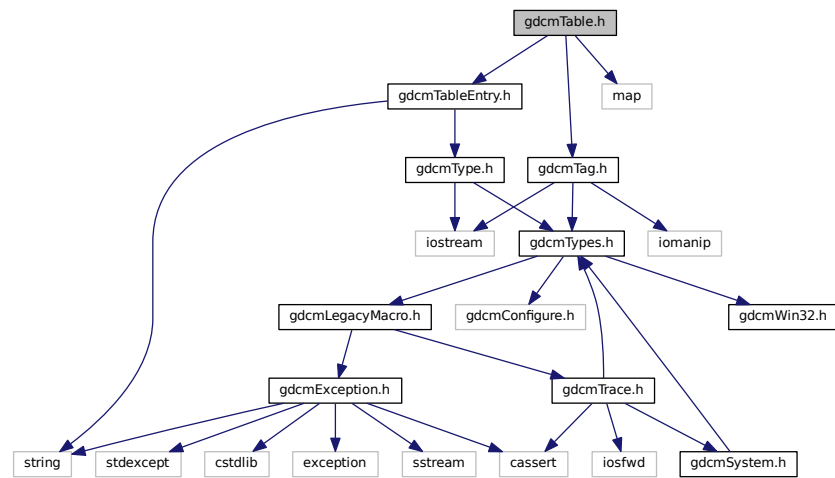 gdcmTable.h
gdcmTableEntry.h
map
gdcmType.h
gdcmTag.h
iostream
gdcmTypes.h
iomanip
gdcmLegacyMacro.h
gdcmConfigure.h
gdcmWin32.h
gdcmException.h
gdcmTrace.h
string
stdexcept
cstdlib
exception
sstream
cassert
iosfwd
gdcmSystem.h